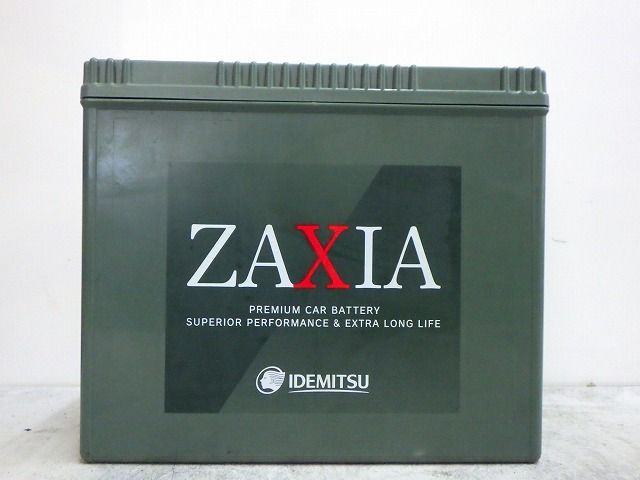 ZAXIA
PREMIUM CAR BATTERY
SUPERIOR PERFORMANCE & EXTRA LONG LIFE
IDEMITSU